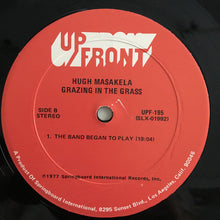 UP
FRONT
HUGH MASAKELA
GRAZING IN THE GRASS
SIDE B
STEREO
UPF-195
(SLX-01992)
1. THE BAND BEGAN TO PLAY (19:04)
©1977 Springboard International Records, Inc.
A Product Of Springboard International, 8295 Sunset Blvd., Los Angeles, Calif. 90046